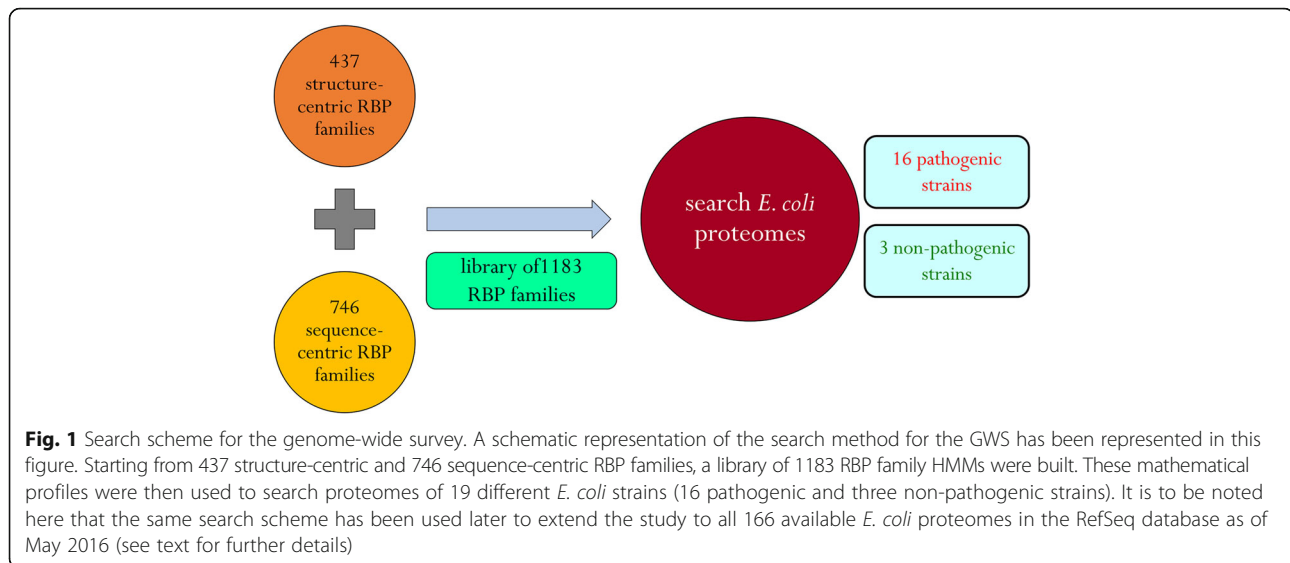 437
structure-
centric RBP
families
746
sequence-
centric RBP
families
library of1183
RBP families
search E. coli
proteomes
16 pathogenic
strains
3 non-pathogenic
strains
Fig. 1 Search scheme for the genome-wide survey. A schematic representation of the search method for the GWS has been represented in this
figure. Starting from 437 structure-centric and 746 sequence-centric RBP families, a library of 1183 RBP family HMMs were built. These mathematical
profiles were then used to search proteomes of 19 different E. coli strains (16 pathogenic and three non-pathogenic strains). It is to be noted
here that the same search scheme has been used later to extend the study to all 166 available E. coli proteomes in the RefSeq database as of
May 2016 (see text for further details)